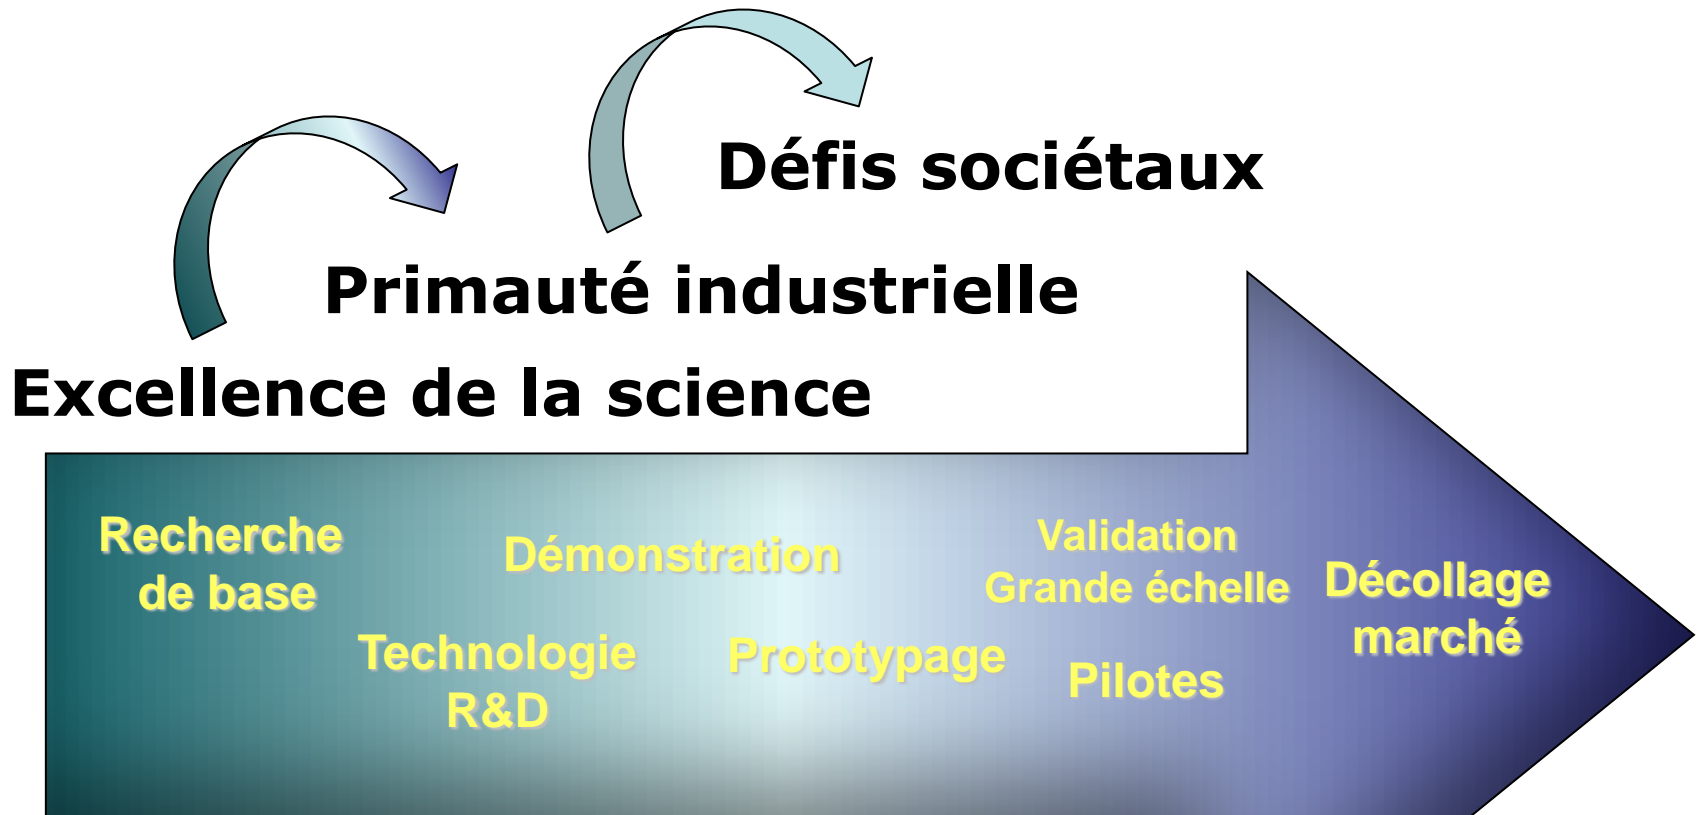 Défis sociétaux
Primauté industrielle
Excellence de la science
Recherche
de base
Technologie
R&D
Démonstration
Prototypage
Validation
Grande échelle
Pilotes
Décollage
marché